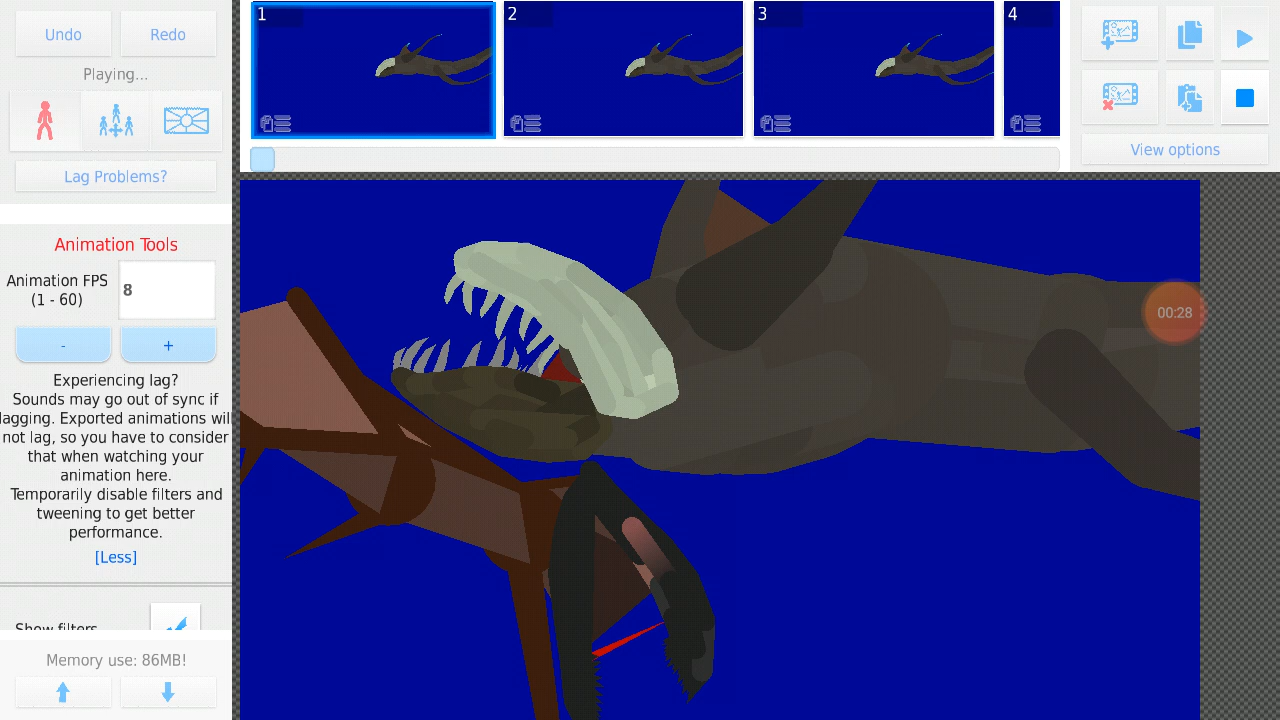 Undo
Redo
Playing...
Lag Problems?
1
2
3
4
View options
Animation Tools
Animation FPS
(1 - 60)
8
-
+
Experiencing lag?
Sounds may go out of sync if
lagging. Exported animations will
not lag, so you have to consider
that when watching your
animation here.
Temporarily disable filters and
tweening to get better
performance.
[Less]
Show filters
Memory use: 86MB!
00:28